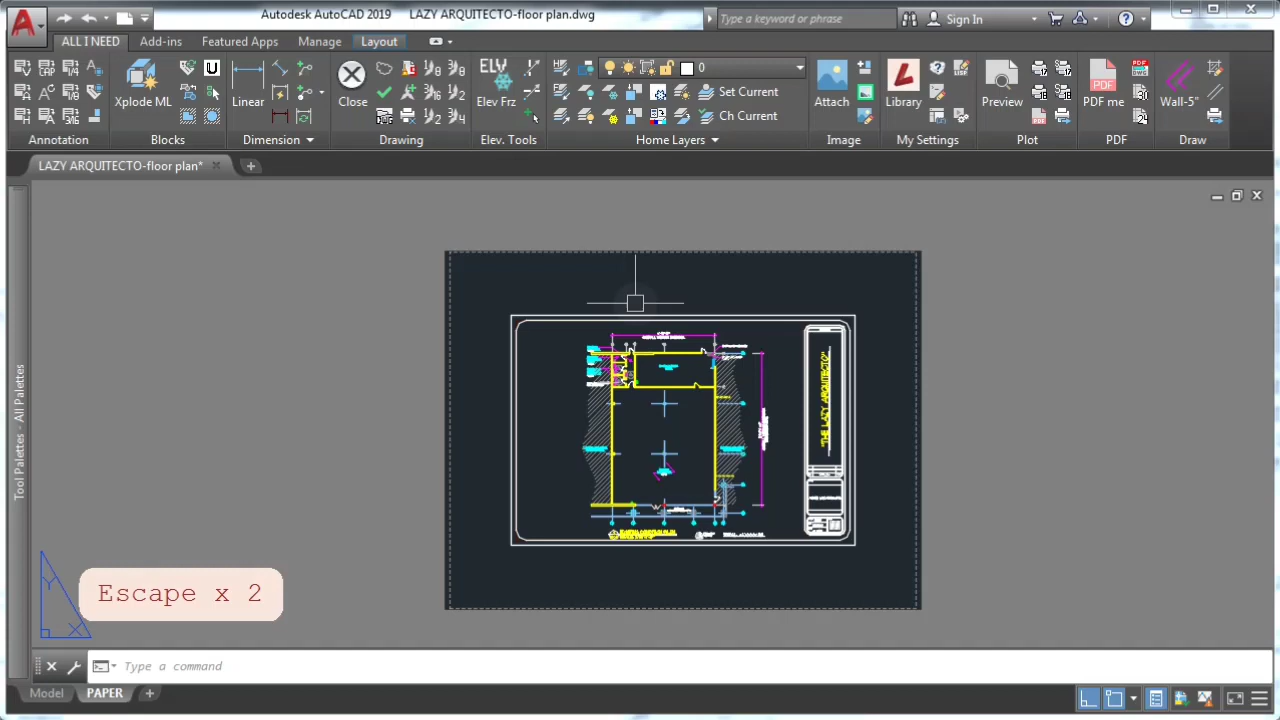 Autodesk AutoCAD 2019 LAZY ARQUITECTO-floor plan.dwg
Type a keyword or phrase
Sign In
ALL I NEED Add-ins Featured Apps Manage Layout
Xplode ML
Linear
Close
ELV
Elev Frz
0
Set Current
Ch Current
Attach
Library
Preview
PDF me
Wall-5"
Annotation Blocks Dimension Drawing Elev. Tools Home Layers Image My Settings Plot PDF Draw
LAZY ARQUITECTO-floor plan*
Tool Palettes - All Palettes
"THE LAZY ARQUITECTO"
Y
X
Escape x 2
Type a command
Model PAPER